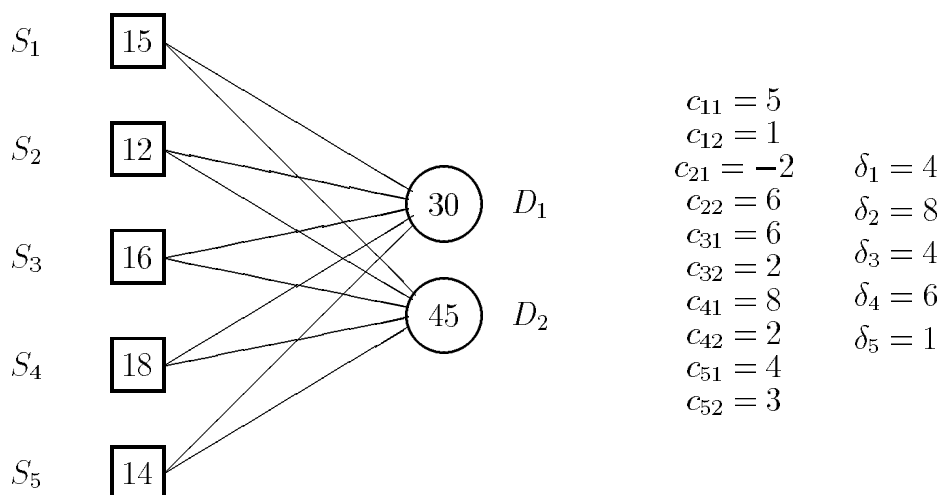 S₁ 15
S₂ 12
S₃ 16
S₄ 18
S₅ 14
30 D₁
45 D₂
c₁₁ = 5
c₁₂ = 1
c₂₁ = −2
c₂₂ = 6
c₃₁ = 6
c₃₂ = 2
c₄₁ = 8
c₄₂ = 2
c₅₁ = 4
c₅₂ = 3
δ₁ = 4
δ₂ = 8
δ₃ = 4
δ₄ = 6
δ₅ = 1